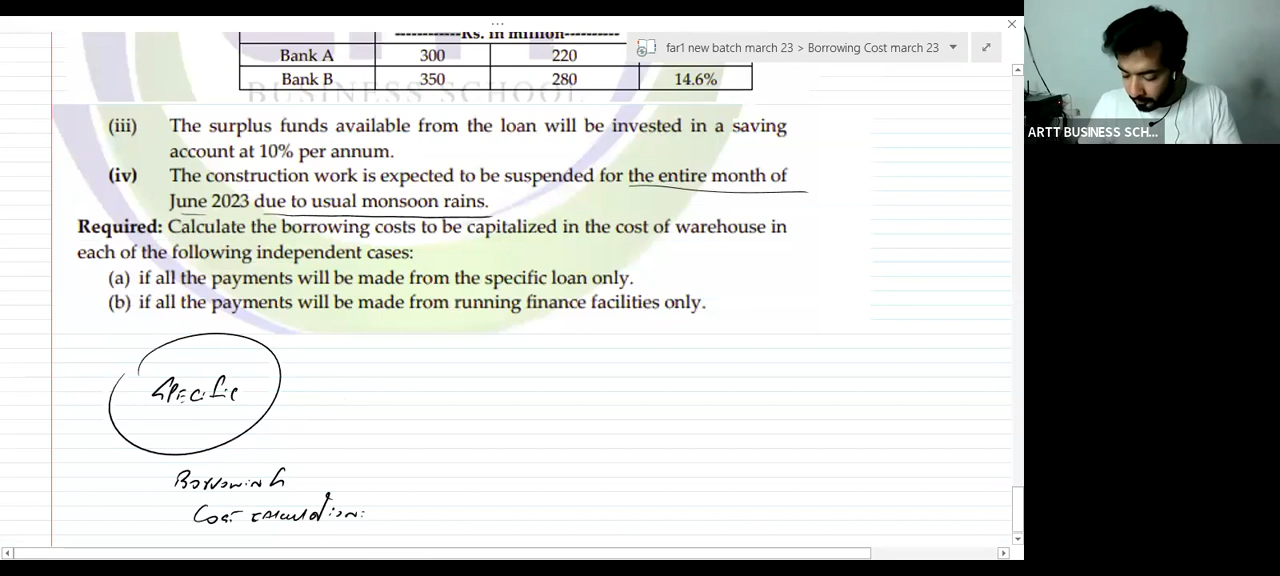 ------------Rs. in million----------
far1 new batch march 23 > Borrowing Cost march 23
Bank A 300 220
Bank B 350 280 14.6%
BUSINESS SCHOOL
(iii) The surplus funds available from the loan will be invested in a saving
account at 10% per annum.
(iv) The construction work is expected to be suspended for the entire month of
June 2023 due to usual monsoon rains.
Required: Calculate the borrowing costs to be capitalized in the cost of warehouse in
each of the following independent cases:
(a) if all the payments will be made from the specific loan only.
(b) if all the payments will be made from running finance facilities only.
Specific
Borrowing
Cost calculation:
ARTT BUSINESS SCH...